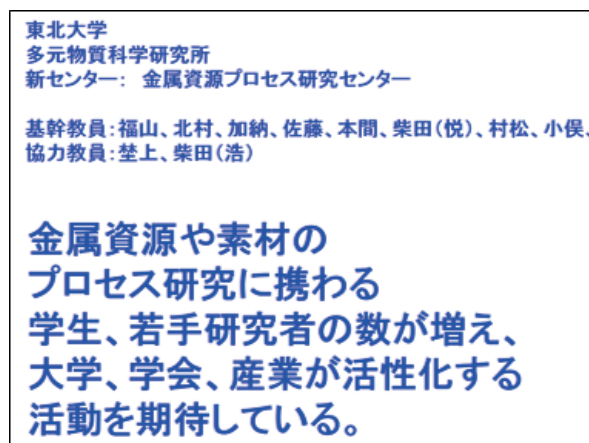 東北大学
多元物質科学研究所
新センター： 金属資源プロセス研究センター
基幹教員：福山、北村、加納、佐藤、本間、柴田（悦）、村松、小俣、
協力教員：埜上、柴田（浩）
金属資源や素材の
プロセス研究に携わる
学生、若手研究者の数が増え、
大学、学会、産業が活性化する
活動を期待している。